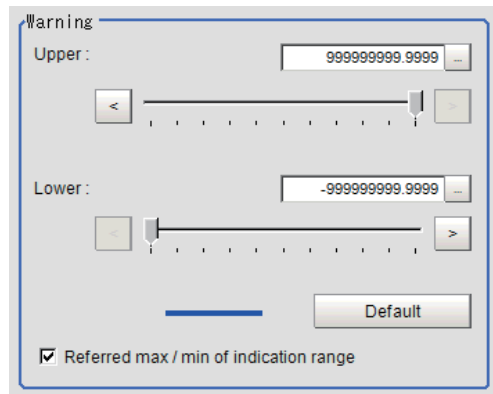 Warning
Upper : 999999999.9999 ...
< >
Lower : -999999999.9999 ...
< >
Default
Referred max / min of indication range